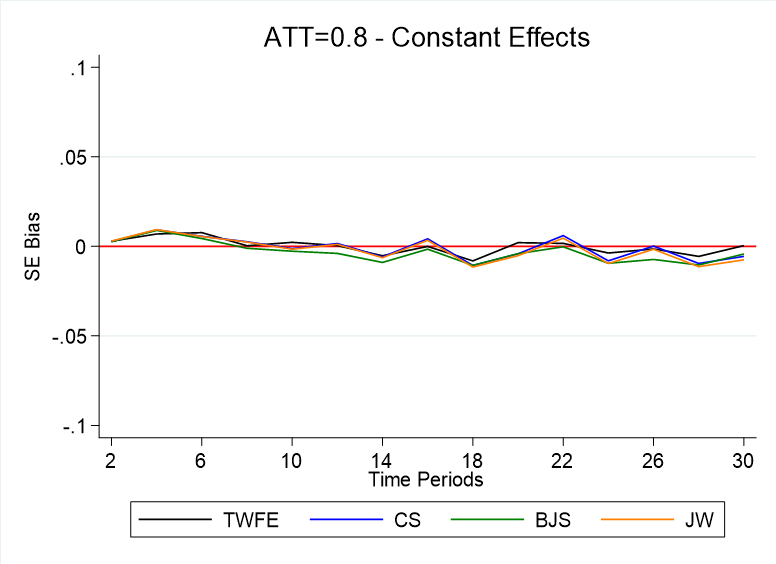 ATT=0.8 - Constant Effects
.1
.05
0
-.05
-.1
SE Bias
2 6 10 14 18 22 26 30
Time Periods
TWFE CS BJS JW